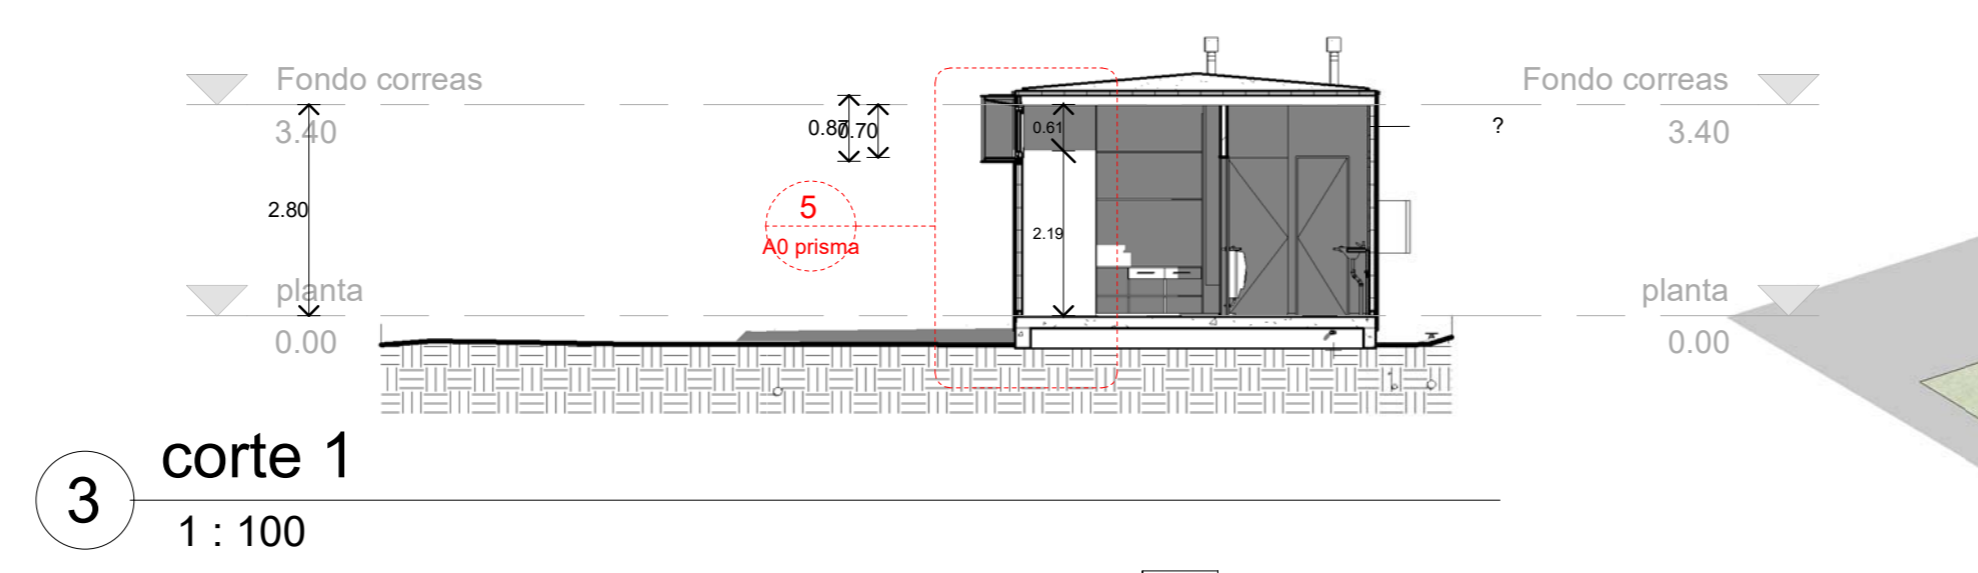 Fondo correas
3.40
Fondo correas
3.40
0.87
0.70
0.61
?
2.80
5
A0 prisma
2.19
planta
0.00
planta
0.00
3
corte 1
1 : 100